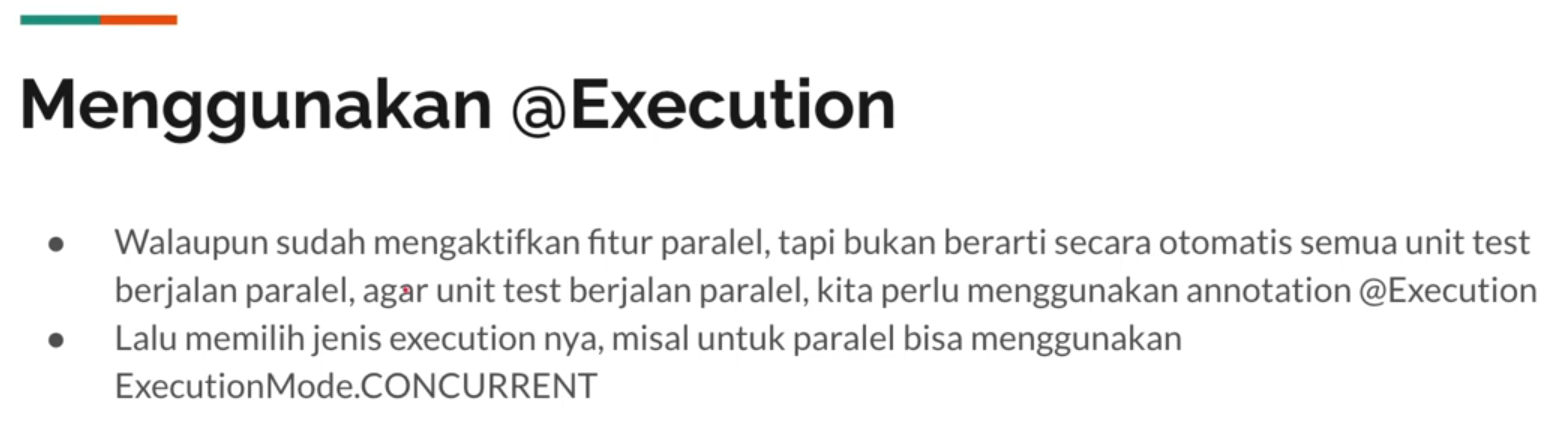 Menggunakan @Execution
● Walaupun sudah mengaktifkan fitur paralel, tapi bukan berarti secara otomatis semua unit test
berjalan paralel, agar unit test berjalan paralel, kita perlu menggunakan annotation @Execution
● Lalu memilih jenis execution nya, misal untuk paralel bisa menggunakan
ExecutionMode.CONCURRENT